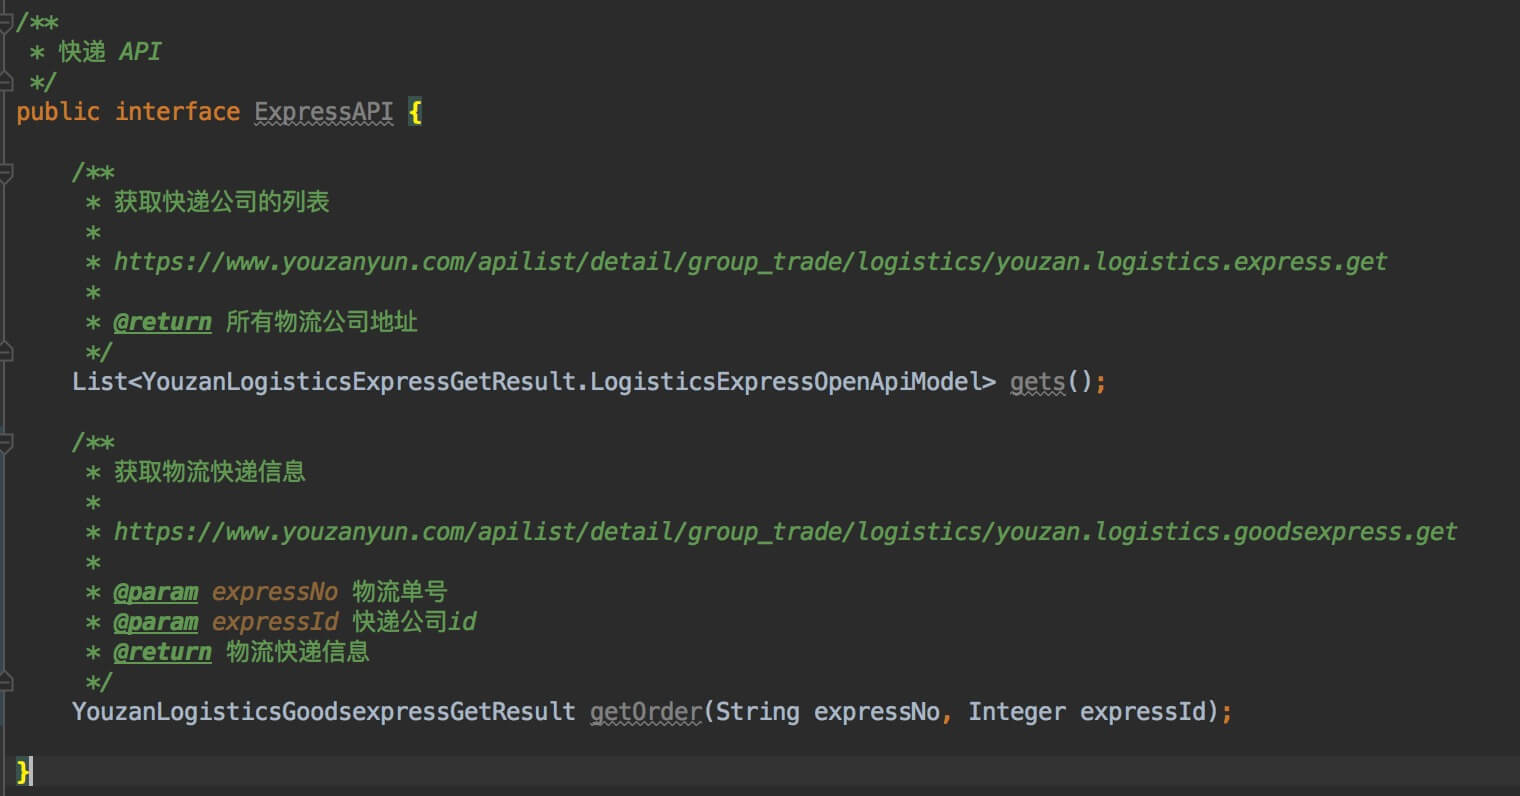 /**
 * 快递 API
 */
public interface ExpressAPI {
    /**
     * 获取快递公司的列表
     *
     * https://www.youzanyun.com/apilist/detail/group_trade/logistics/youzan.logistics.express.get
     *
     * @return 所有物流公司地址
     */
    List<YouzanLogisticsExpressGetResult.LogisticsExpressOpenApiModel> gets();
    /**
     * 获取物流快递信息
     *
     * https://www.youzanyun.com/apilist/detail/group_trade/logistics/youzan.logistics.goodsexpress.get
     *
     * @param expressNo 物流单号
     * @param expressId 快递公司id
     * @return 物流快递信息
     */
    YouzanLogisticsGoodsexpressGetResult getOrder(String expressNo, Integer expressId);
}